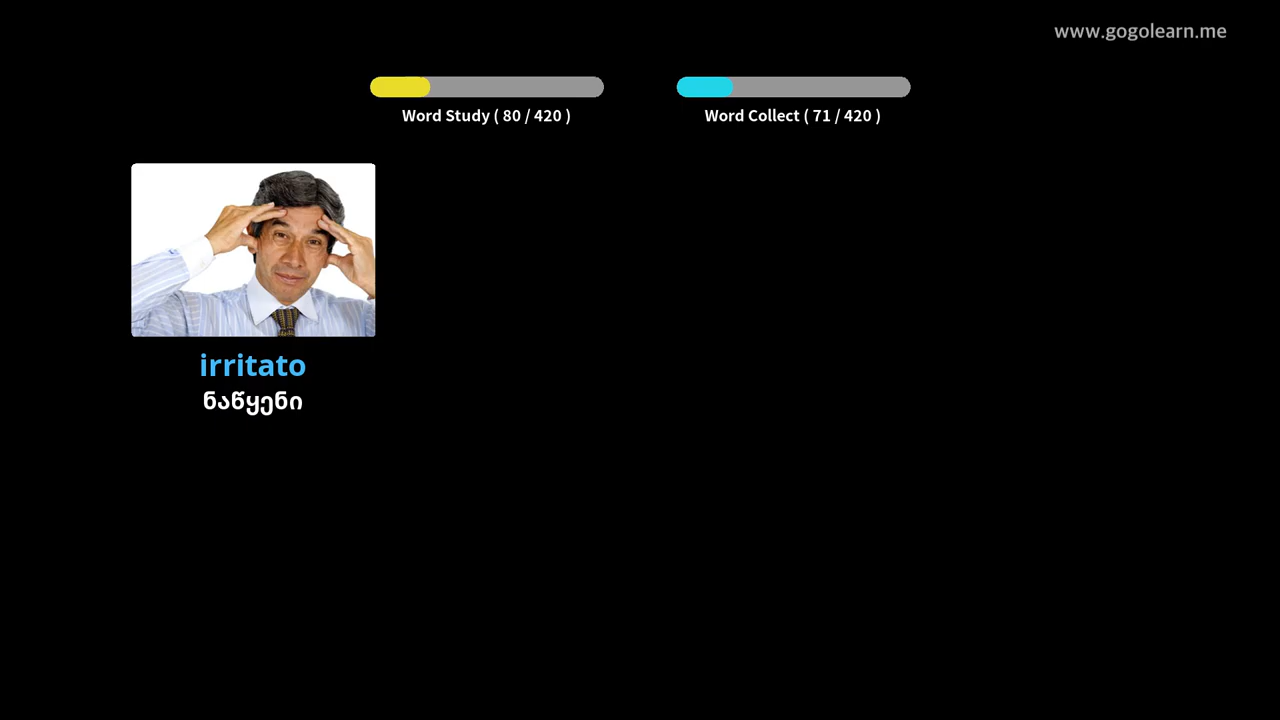 www.gogolearn.me
Word Study ( 80 / 420 )
Word Collect ( 71 / 420 )
irritato
ნაწყენი